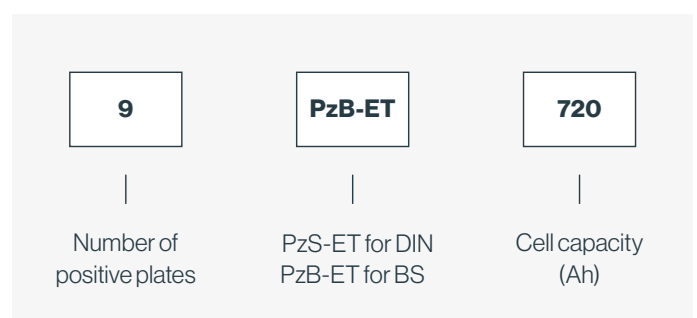 9
PzB-ET
720
Number of
positive plates
PzS-ET for DIN
PzB-ET for BS
Cell capacity
(Ah)